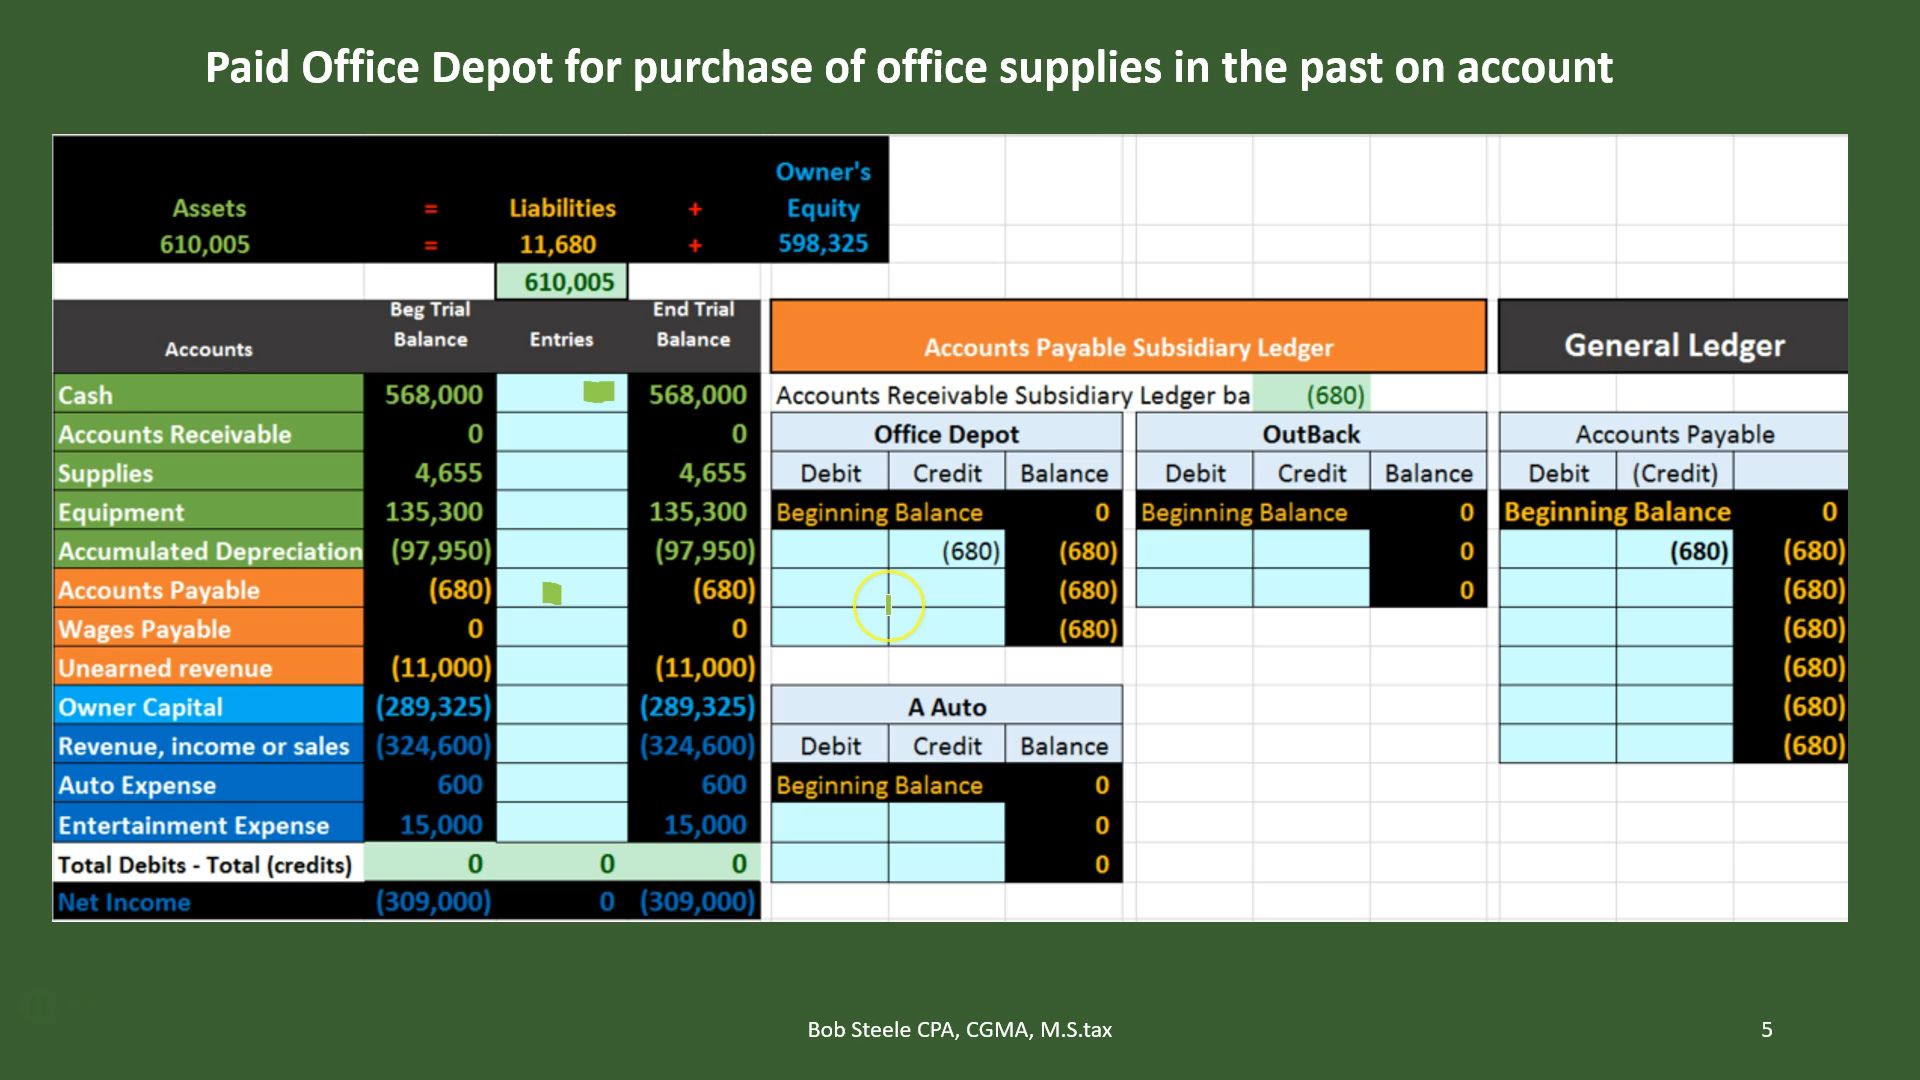 Paid Office Depot for purchase of office supplies in the past on account
Owner's
Assets = Liabilities + Equity
610,005 = 11,680 + 598,325
610,005
Accounts Beg Trial Balance Entries End Trial Balance
Accounts Payable Subsidiary Ledger
General Ledger
Cash 568,000 568,000
Accounts Receivable 0 0
Supplies 4,655 4,655
Equipment 135,300 135,300
Accumulated Depreciation (97,950) (97,950)
Accounts Payable (680) (680)
Wages Payable 0 0
Unearned revenue (11,000) (11,000)
Owner Capital (289,325) (289,325)
Revenue, income or sales (324,600) (324,600)
Auto Expense 600 600
Entertainment Expense 15,000 15,000
Total Debits - Total (credits) 0 0 0
Net Income (309,000) 0 (309,000)
Accounts Receivable Subsidiary Ledger ba (680)
Office Depot
Debit Credit Balance
Beginning Balance 0
(680) (680)
(680)
(680)
OutBack
Debit Credit Balance
Beginning Balance 0
0
0
A Auto
Debit Credit Balance
Beginning Balance 0
0
0
Accounts Payable
Debit (Credit)
Beginning Balance 0
(680) (680)
(680)
(680)
(680)
(680)
(680)
Bob Steele CPA, CGMA, M.S.tax
5